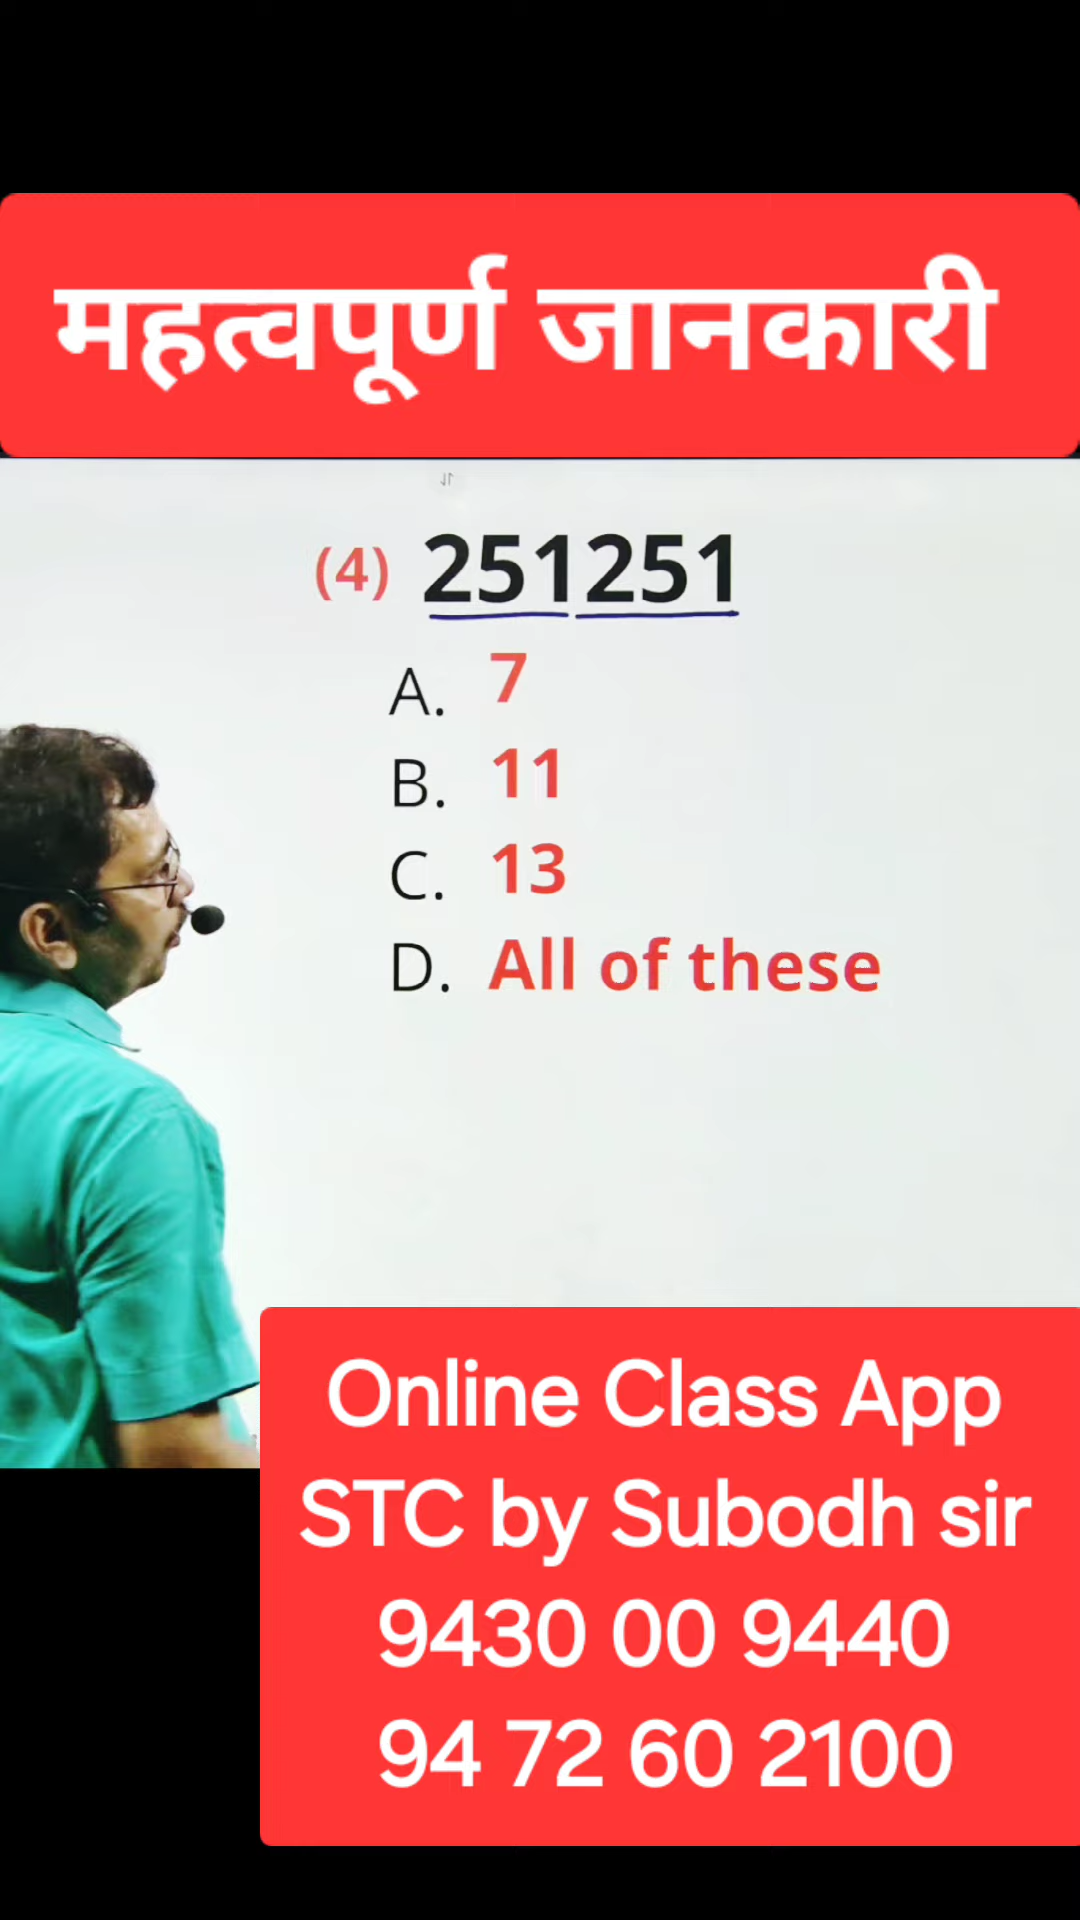 महत्वपूर्ण जानकारी
(4) 251251
A. 7
B. 11
C. 13
D. All of these
Online Class App
STC by Subodh sir
9430 00 9440
94 72 60 2100